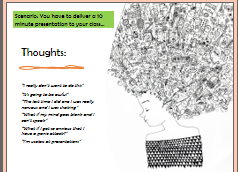 Scenario: You have to deliver a 10
minute presentation to your class...
Thoughts:
"I really don't want to do this"
"It's going to be awful"
"The last time I did one I was really
nervous and I was shaking"
"What if my mind goes blank and I
can't speak"
"What if I get so anxious that I
have a panic attack?"
"I'm useless at presentations"